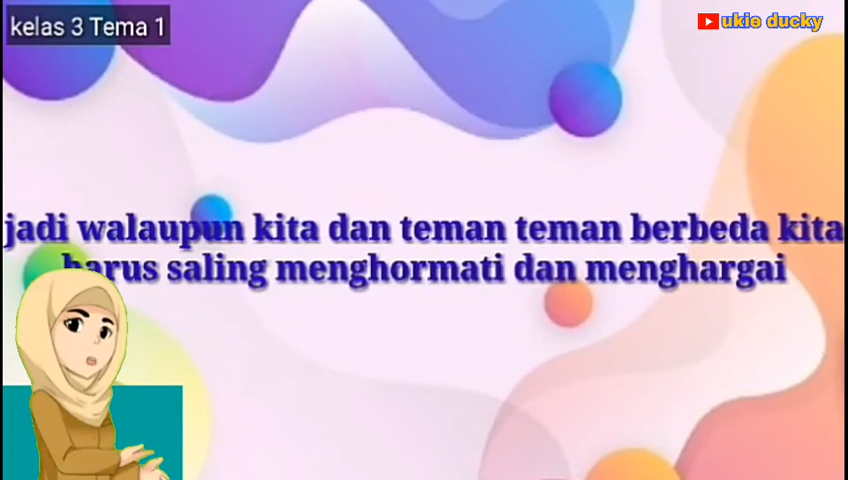 kelas 3 Tema 1
ukie ducky
jadi walaupun kita dan teman teman berbeda kita
harus saling menghormati dan menghargai